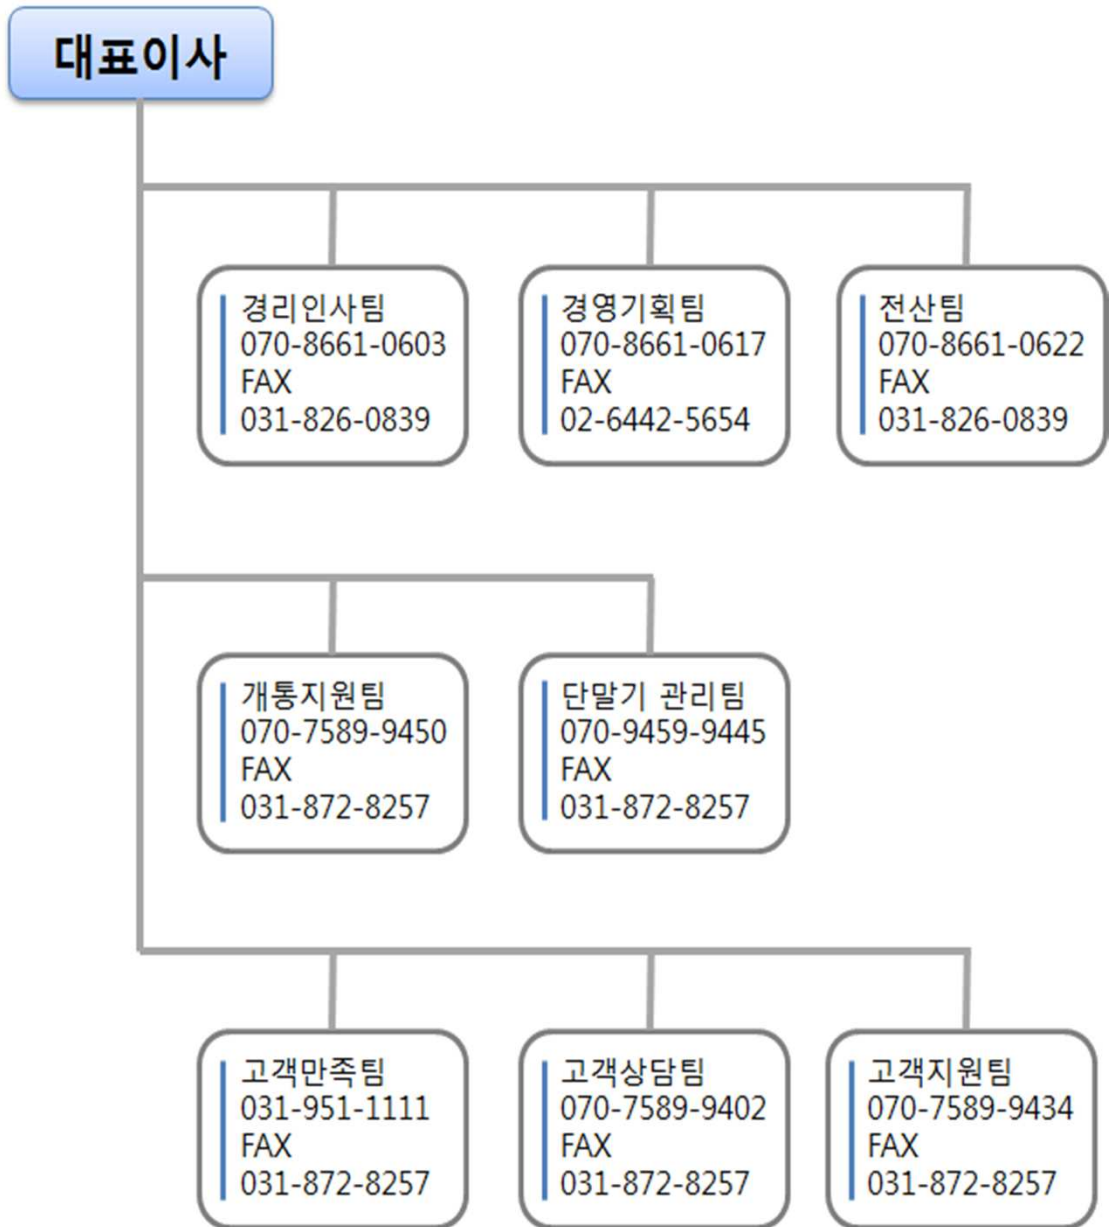 대표이사
경리인사팀
070-8661-0603
FAX
031-826-0839
경영기획팀
070-8661-0617
FAX
02-6442-5654
전산팀
070-8661-0622
FAX
031-826-0839
개통지원팀
070-7589-9450
FAX
031-872-8257
단말기 관리팀
070-9459-9445
FAX
031-872-8257
고객만족팀
031-951-1111
FAX
031-872-8257
고객상담팀
070-7589-9402
FAX
031-872-8257
고객지원팀
070-7589-9434
FAX
031-872-8257